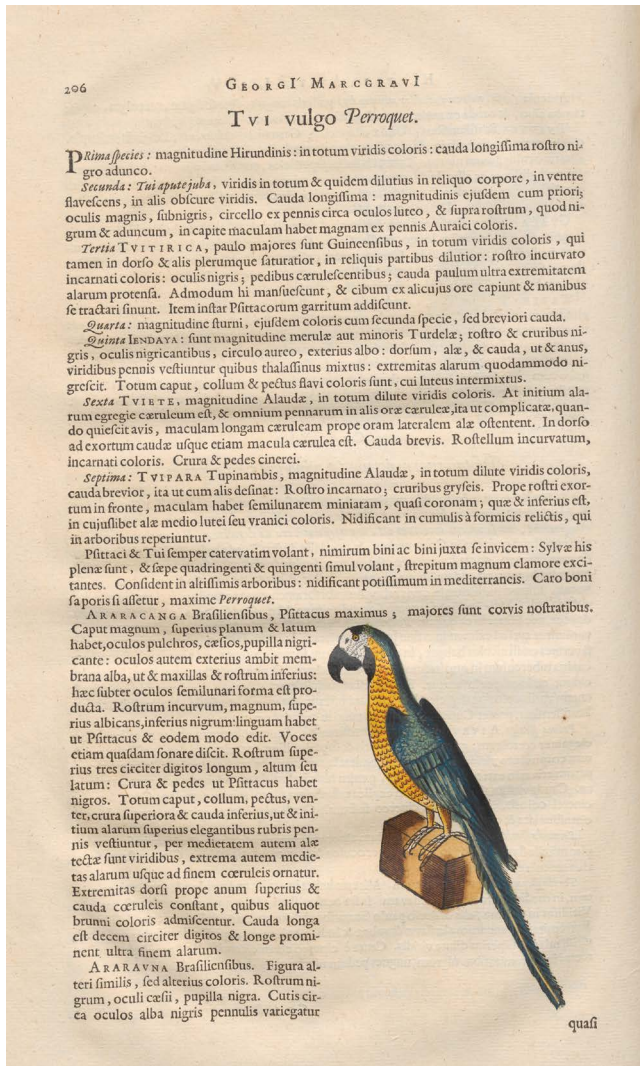 206
GEORGI MARCGRAVI
TVI vulgo Perroquet.
PRima ſpecies: magnitudine Hirundinis: in totum viridis coloris: cauda longiſſima roſtro ni-
gro adunco.
Secunda: Tui aputejuba, viridis in totum & quidem dilutius in reliquo corpore, in ventre
flaveſcens, in alis obſcure viridis. Cauda longiſſima: magnitudinis ejuſdem cum priori;
oculis magnis, ſubnigris, circello ex pennis circa oculos luteo, & ſupra roſtrum, quod ni-
grum & aduncum, in capite maculam habet magnam ex pennis Auraici coloris.
Tertia TVITIRICA, paulo majores ſunt Guineenſibus, in totum viridis coloris, qui
tamen in dorſo & alis plerumque ſaturatior, in reliquis partibus dilutior: roſtro incurvato
incarnati coloris: oculis nigris; pedibus cæruleſcentibus; cauda paulum ultra extremitatem
alarum protenſa. Admodum hi manſueſcunt, & cibum ex alicujus ore capiunt & manibus
ſe tractari ſinunt. Item inſtar Pſittacorum garritum addiſcunt.
Quarta: magnitudine ſturni, ejuſdem coloris cum ſecunda ſpecie, ſed breviori cauda.
Quinta IENDAYA: ſunt magnitudine merulæ aut minoris Turdelæ; roſtro & cruribus ni-
gris, oculis nigricantibus, circulo aureo, exterius albo: dorſum, alæ, & cauda, ut & anus,
viridibus pennis veſtiuntur quibus thalaſſinus mixtus: extremitas alarum quodammodo ni-
greſcit. Totum caput, collum & pectus flavi coloris ſunt, cui luteus intermixtus.
Sexta TVIETE, magnitudine Alaudæ, in totum dilute viridis coloris. At initium ala-
rum egregie cæruleum eſt, & omnium pennarum in alis oræ cæruleæ, ita ut complicatæ, quan-
do quieſcit avis, maculam longam cæruleam prope oram lateralem alæ oſtentent. In dorſo
ad exortum caudæ uſque etiam macula cærulea eſt. Cauda brevis. Roſtellum incurvatum,
incarnati coloris. Crura & pedes cinerei.
Septima: TVIPARA Tupinambis, magnitudine Alaudæ, in totum dilute viridis coloris,
cauda brevior, ita ut cum alis deſinat: Roſtro incarnato; cruribus gryſeis. Prope roſtri exor-
tum in fronte, maculam habet ſemilunarem miniatam, quaſi coronam; quæ & inferius eſt,
in cujuſlibet alæ medio lutei ſeu vranici coloris. Nidificant in cumulis à formicis relictis, qui
in arboribus reperiuntur.
Pſittaci & Tui ſemper catervatim volant, nimirum bini ac bini juxta ſe invicem: Sylvæ his
plenæ ſunt, & ſæpe quadringenti & quingenti ſimul volant, ſtrepitum magnum clamore exci-
tantes. Conſident in altiſſimis arboribus: nidificant potiſſimum in mediterraneis. Caro boni
ſaporis ſi aſſetur, maxime Perroquet.
ARARACANGA Braſilienſibus, Pſittacus maximus; majores ſunt corvis noſtratibus.
Caput magnum, ſuperius planum & latum
habet, oculos pulchros, cæſios, pupilla nigri-
cante: oculos autem exterius ambit mem-
brana alba, ut & maxillas & roſtrum inferius:
hæc ſubter oculos ſemilunari forma eſt pro-
ducta. Roſtrum incurvum, magnum, ſupe-
rius albicans, inferius nigrum: linguam habet
ut Pſittacus & eodem modo edit. Voces
etiam quaſdam ſonare diſcit. Roſtrum ſupe-
rius tres circiter digitos longum, altum ſeu
latum: Crura & pedes ut Pſittacus habet
nigros. Totum caput, collum, pectus, ven-
ter, crura ſuperiora & cauda inferius, ut & ini-
tium alarum ſuperius elegantibus rubris pen-
nis veſtiuntur, per medietatem autem alæ
tectæ ſunt viridibus, extrema autem medie-
tas alarum uſque ad finem cœruleis ornatur.
Extremitas dorſi prope anum ſuperius &
cauda cœruleis conſtant, quibus aliquot
brunni coloris admiſcentur. Cauda longa
eſt decem circiter digitos & longe promi-
nent ultra finem alarum.
ARARAVNA Braſilienſibus. Figura al-
teri ſimilis, ſed alterius coloris. Roſtrum ni-
grum, oculi cæſii, pupilla nigra. Cutis cir-
ca oculos alba nigris pennulis variegatur
quaſi